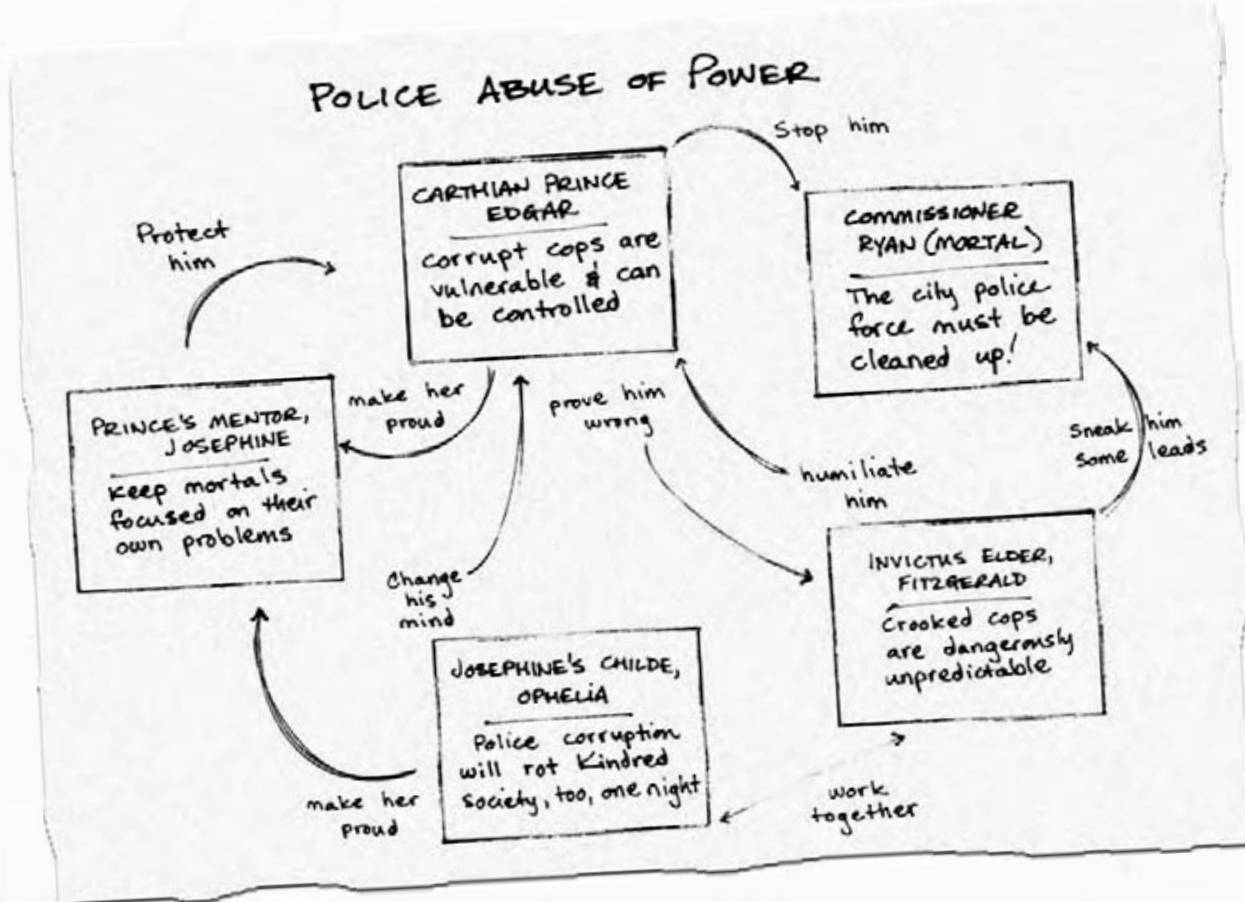 POLICE ABUSE OF POWER
Stop him
CARTHIAN PRINCE
EDGAR
corrupt cops are
vulnerable & can
be controlled
COMMISSIONER
RYAN (MORTAL)
The city police
force must be
cleaned up!
Protect
him
PRINCE'S MENTOR,
JOSEPHINE
Keep mortals
focused on their
own problems
make her
proud
prove him
wrong
humiliate
him
Sneak him
some leads
Change
his
mind
INVICTUS ELDER,
FITZGERALD
Crooked cops
are dangerously
unpredictable
JOSEPHINE'S CHILDE,
OPHELIA
Police corruption
will rot Kindred
society, too, one night
make her
proud
work
together